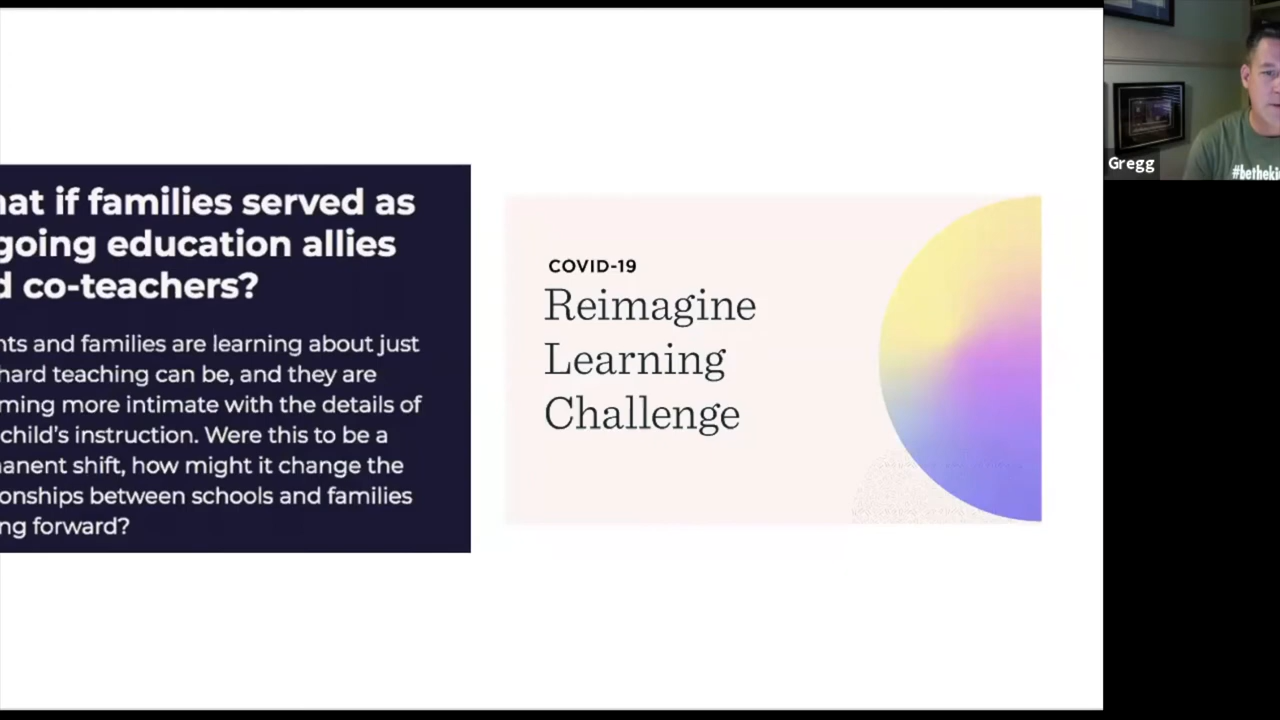 hat if families served as
going education allies
d co-teachers?
nts and families are learning about just
hard teaching can be, and they are
ming more intimate with the details of
child's instruction. Were this to be a
anent shift, how might it change the
onships between schools and families
ng forward?
COVID-19
Reimagine
Learning
Challenge
Gregg
#betheki